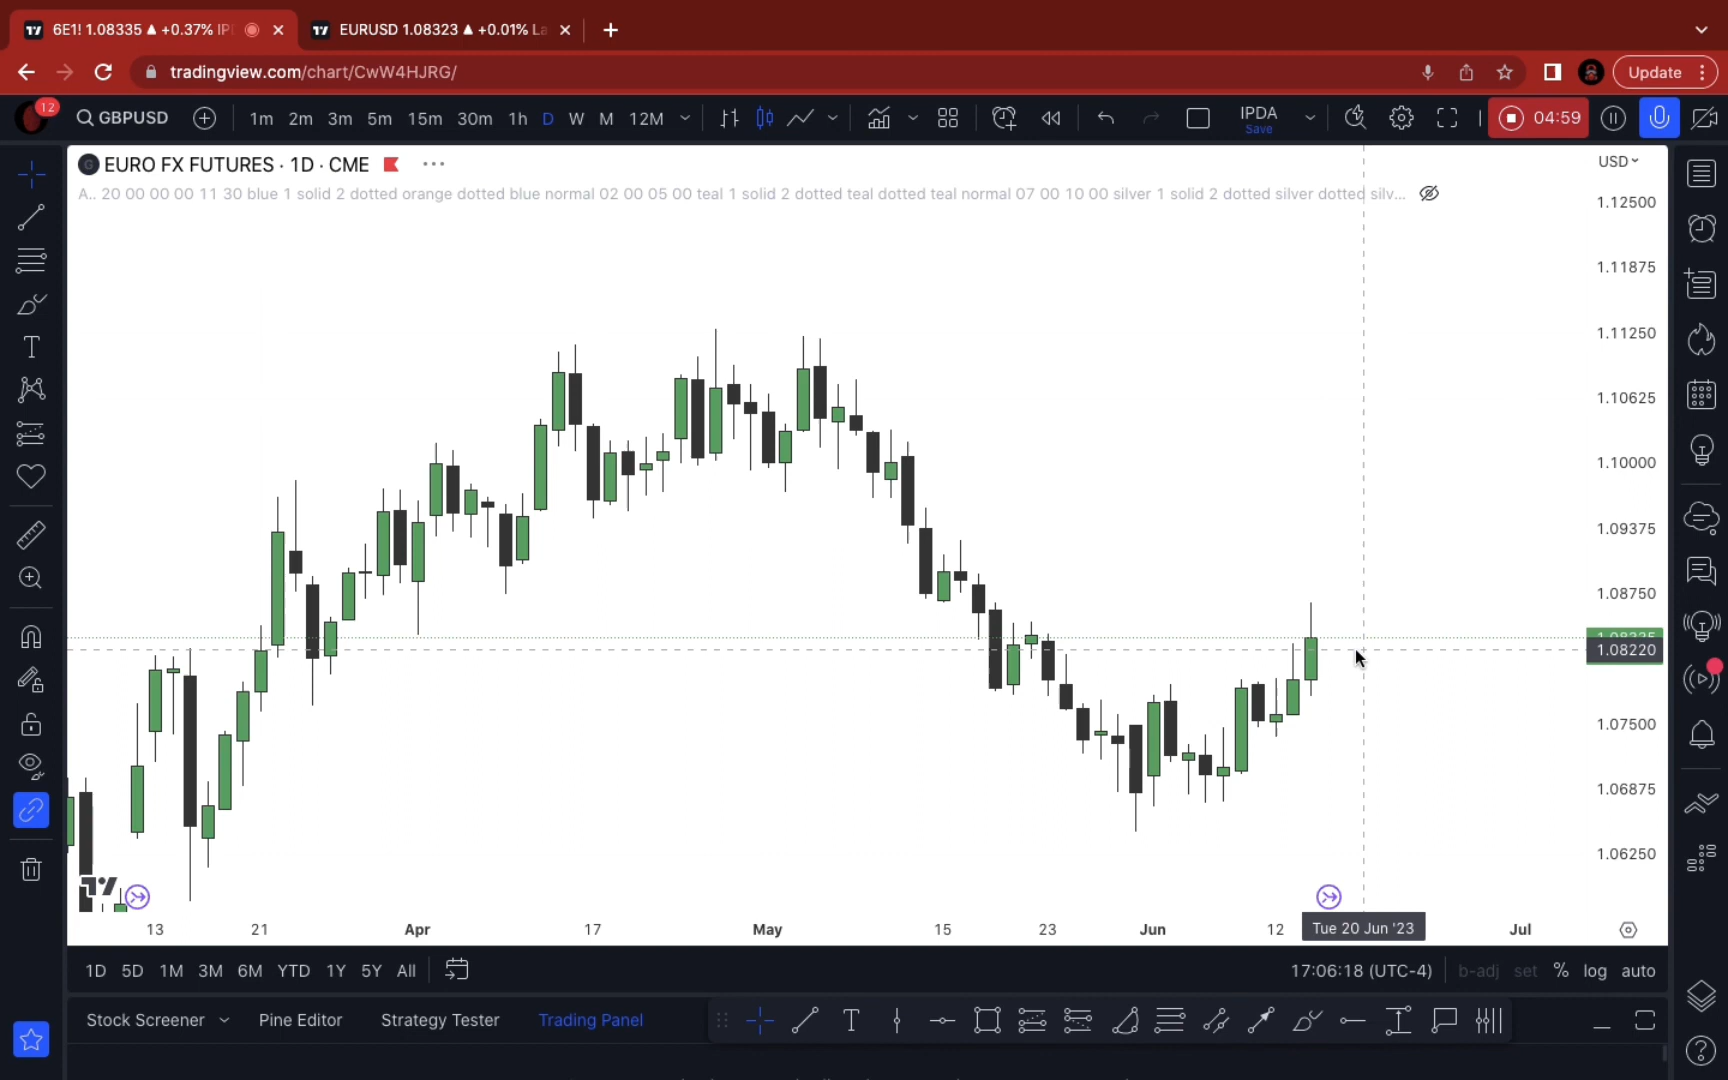 6E1! 1.08335 ▲ +0.37% IP
EURUSD 1.08323 ▲ +0.01% La
tradingview.com/chart/CwW4HJRG/
Update
12
GBPUSD
1m 2m 3m 5m 15m 30m 1h D W M 12M
IPDA
Save
04:59
EURO FX FUTURES · 1D · CME
USD
A.. 20 00 00 00 11 30 blue 1 solid 2 dotted orange dotted blue normal 02 00 05 00 teal 1 solid 2 dotted teal dotted teal normal 07 00 10 00 silver 1 solid 2 dotted silver dotted silv...
1.12500
1.11875
1.11250
1.10625
1.10000
1.09375
1.08750
1.08335
1.08220
1.07500
1.06875
1.06250
13 21 Apr 17 May 15 23 Jun 12 Tue 20 Jun '23 Jul
1D 5D 1M 3M 6M YTD 1Y 5Y All
17:06:18 (UTC-4) b-adj set % log auto
Stock Screener Pine Editor Strategy Tester Trading Panel